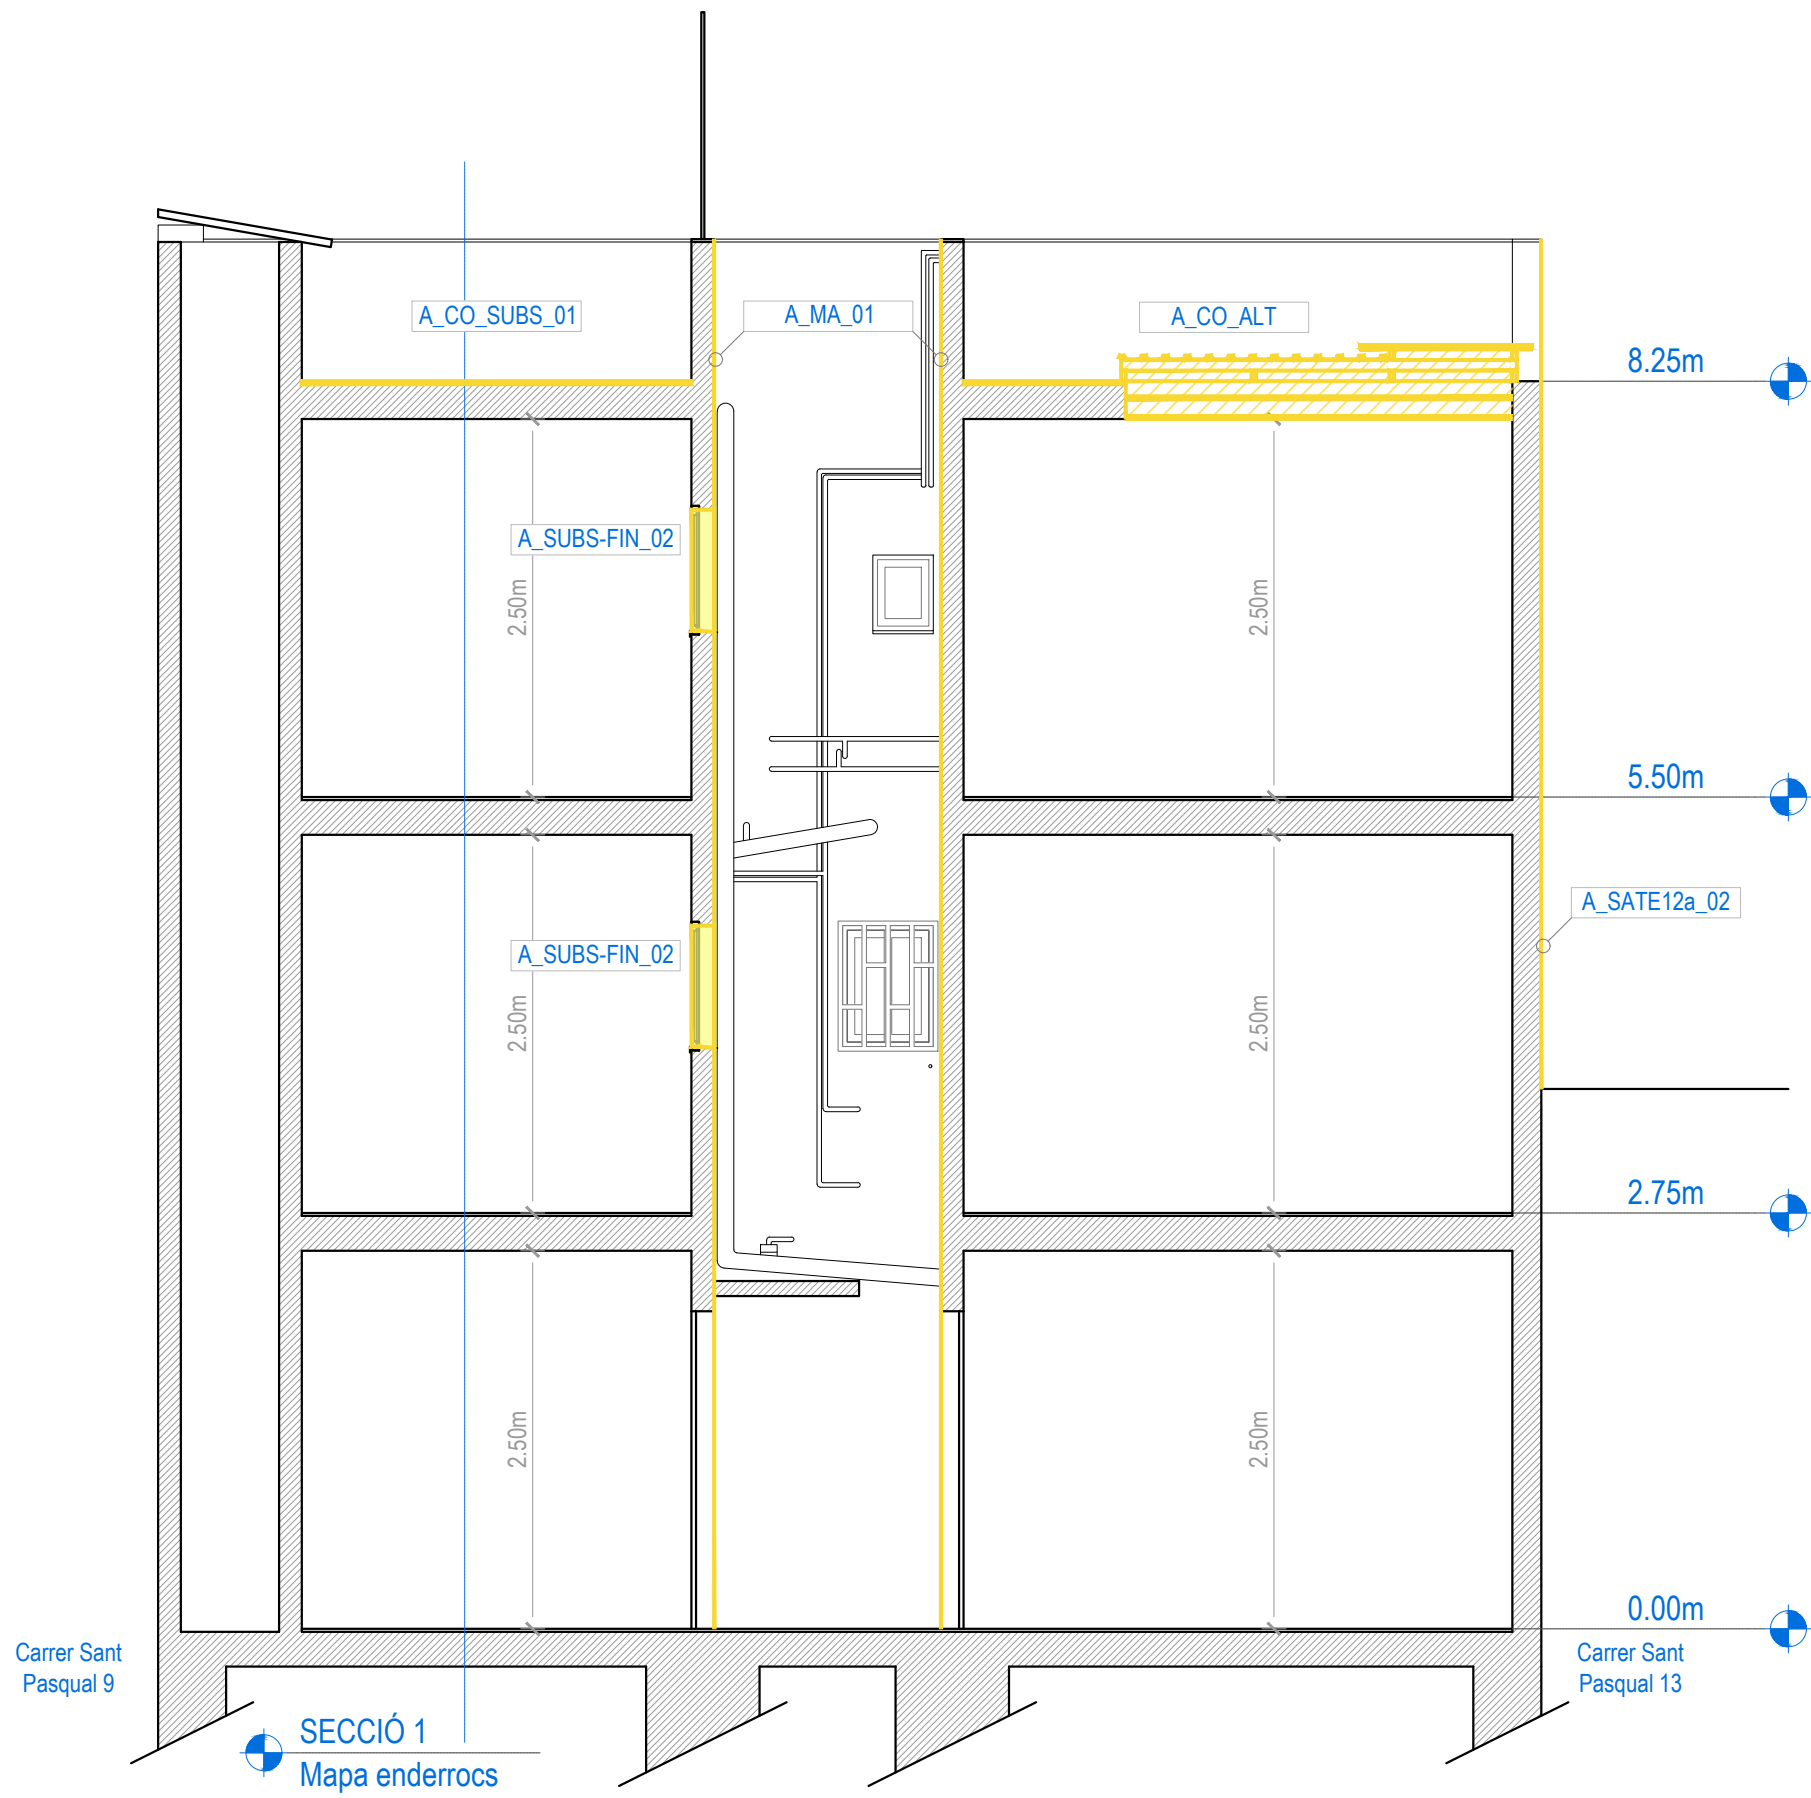 A_CO_SUBS_01
A_MA_01
A_CO_ALT
8.25m
A_SUBS-FIN_02
2.50m
2.50m
5.50m
A_SATE12a_02
A_SUBS-FIN_02
2.50m
2.50m
2.75m
2.50m
2.50m
0.00m
Carrer Sant
Pasqual 9
Carrer Sant
Pasqual 13
SECCIÓ 1
Mapa enderrocs